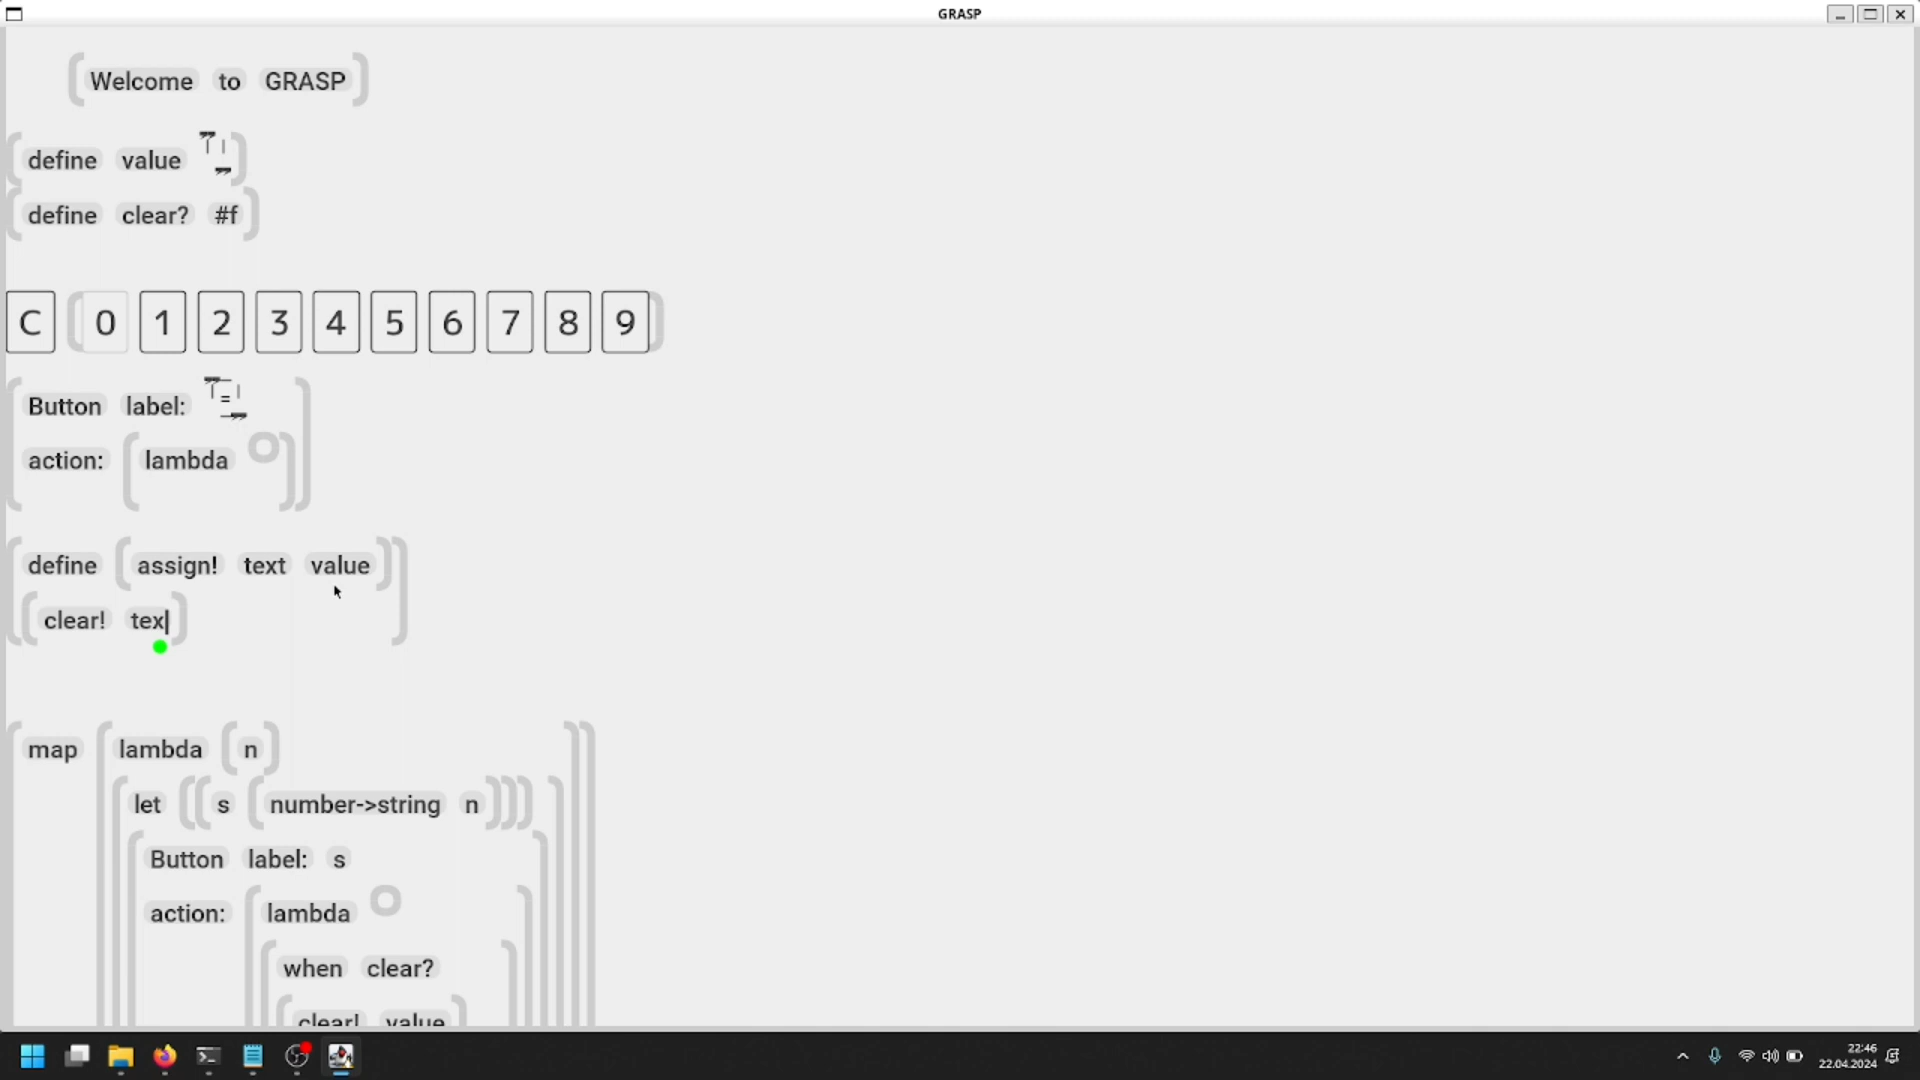 GRASP
Welcome to GRASP
define value
define clear? #f
C 0 1 2 3 4 5 6 7 8 9
Button label: =
action: lambda
define assign! text value
clear! tex
map lambda n
let s number->string n
Button label: s
action: lambda
when clear?
clear! value
22:46
22.04.2024